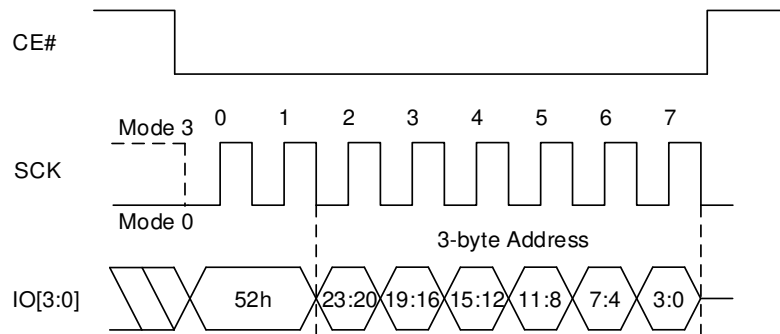 CE#
Mode 3 0 1 2 3 4 5 6 7
SCK
Mode 0
3-byte Address
IO[3:0] 52h 23:20 19:16 15:12 11:8 7:4 3:0